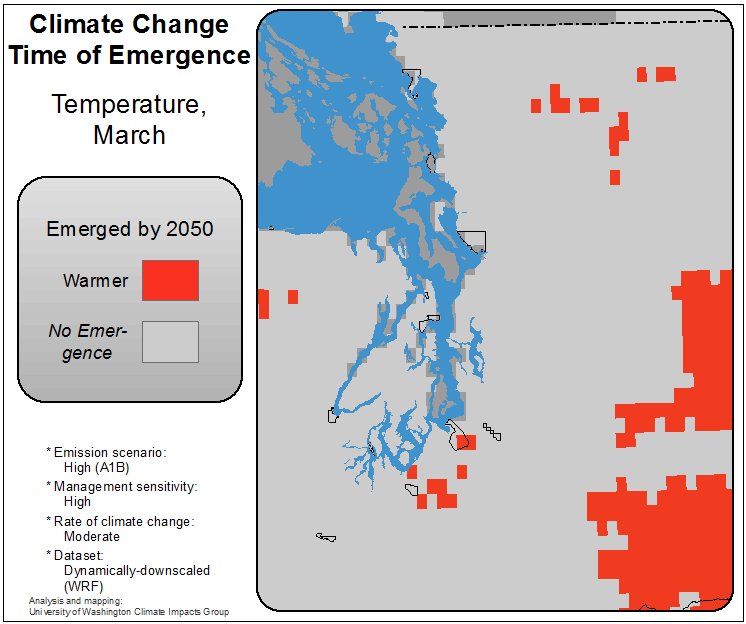 Climate Change
Time of Emergence
Temperature,
March
Emerged by 2050
Warmer
No Emer-
gence
* Emission scenario:
High (A1B)
* Management sensitivity:
High
* Rate of climate change:
Moderate
* Dataset:
Dynamically-downscaled
(WRF)
Analysis and mapping:
University of Washington Climate Impacts Group